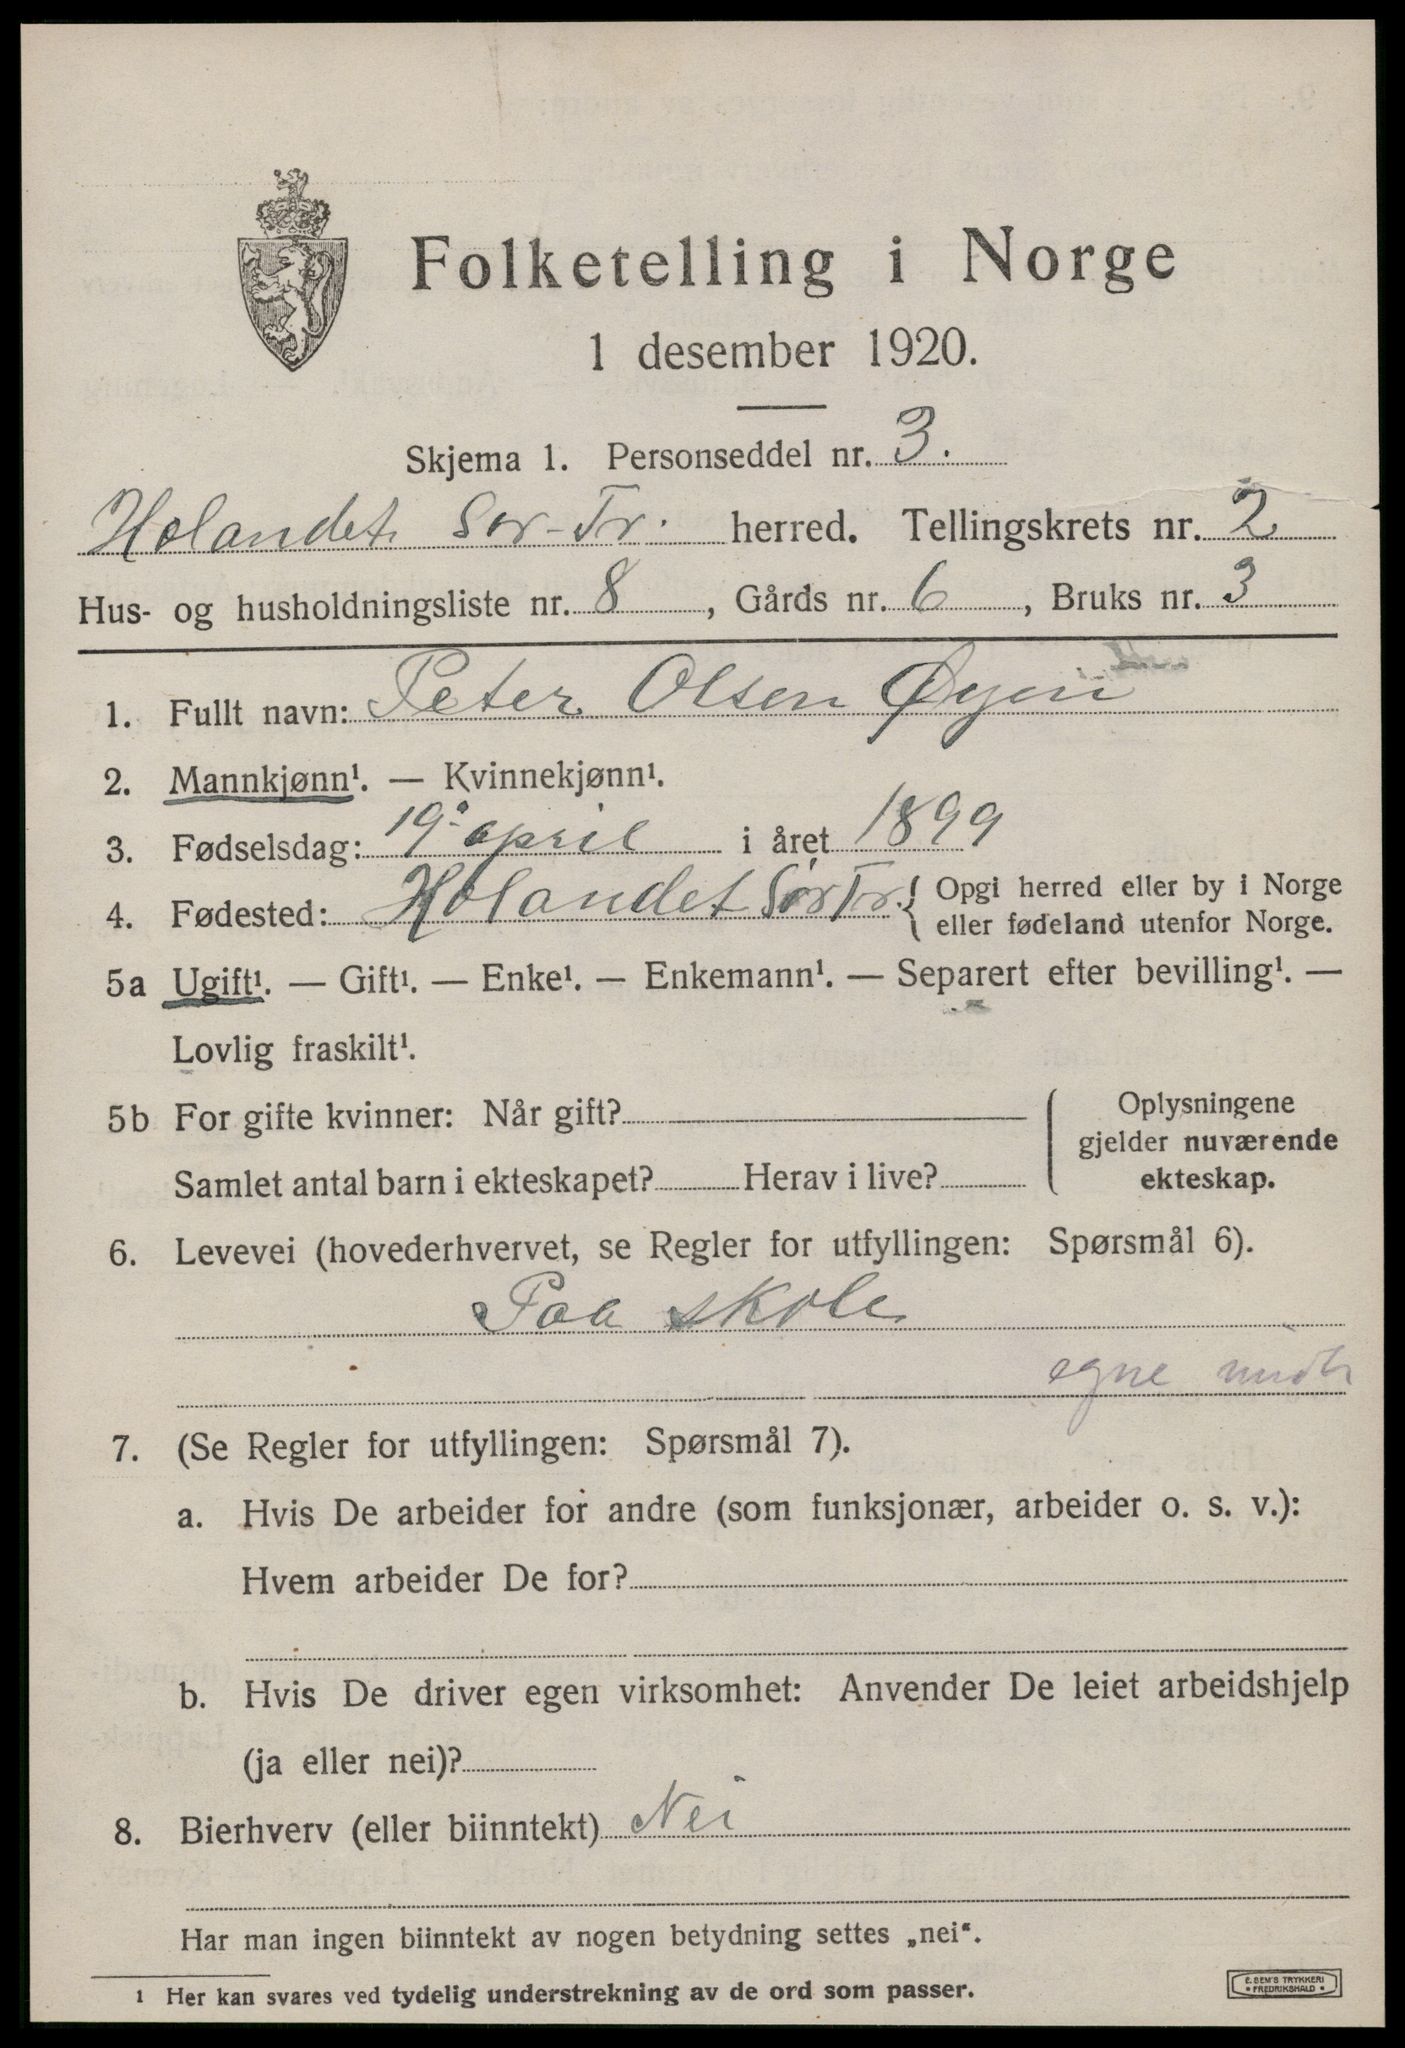 Folketelling i Norge
1 desember 1920.
Skjema 1. Personseddel nr. 3.
Holandet Sør-Tr. herred. Tellingskrets nr. 2
Hus- og husholdningsliste nr. 8, Gårds nr. 6, Bruks nr. 3
1. Fullt navn: Peter Olsen Øyen
2. Mannkjønn¹. — Kvinnekjønn¹.
3. Fødselsdag: 19 april i året 1899
4. Fødested: Holandet Sør Tr. { Opgi herred eller by i Norge
eller fødeland utenfor Norge.
5a Ugift¹. — Gift¹. — Enke¹. — Enkemann¹. — Separert efter bevilling¹. —
Lovlig fraskilt¹.
5b For gifte kvinner: Når gift?
Samlet antal barn i ekteskapet? Herav i live?
Oplysningene
gjelder nuværende
ekteskap.
6. Levevei (hovederhvervet, se Regler for utfyllingen: Spørsmål 6).
Paa skole
egne midl
7. (Se Regler for utfyllingen: Spørsmål 7).
a. Hvis De arbeider for andre (som funksjonær, arbeider o. s. v.):
Hvem arbeider De for?
b. Hvis De driver egen virksomhet: Anvender De leiet arbeidshjelp
(ja eller nei)?
8. Bierhverv (eller biinntekt) Nei
Har man ingen biinntekt av nogen betydning settes „nei“.
¹ Her kan svares ved tydelig understrekning av de ord som passer.
E. SEM'S TRYKKERI
• FREDRIKSHALD •